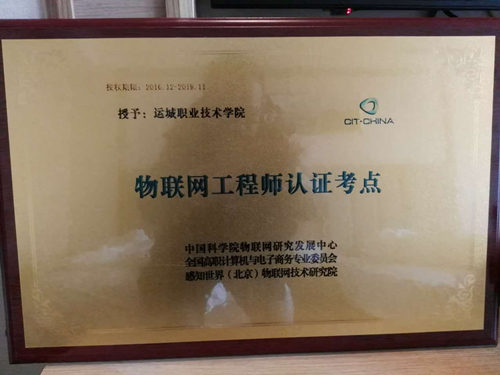 授权期限：2016.12-2019.11
授予：运城职业技术学院
CIT-CHINA
物联网工程师认证考点
中国科学院物联网研究发展中心
全国高职计算机与电子商务专业委员会
感知世界（北京）物联网技术研究院